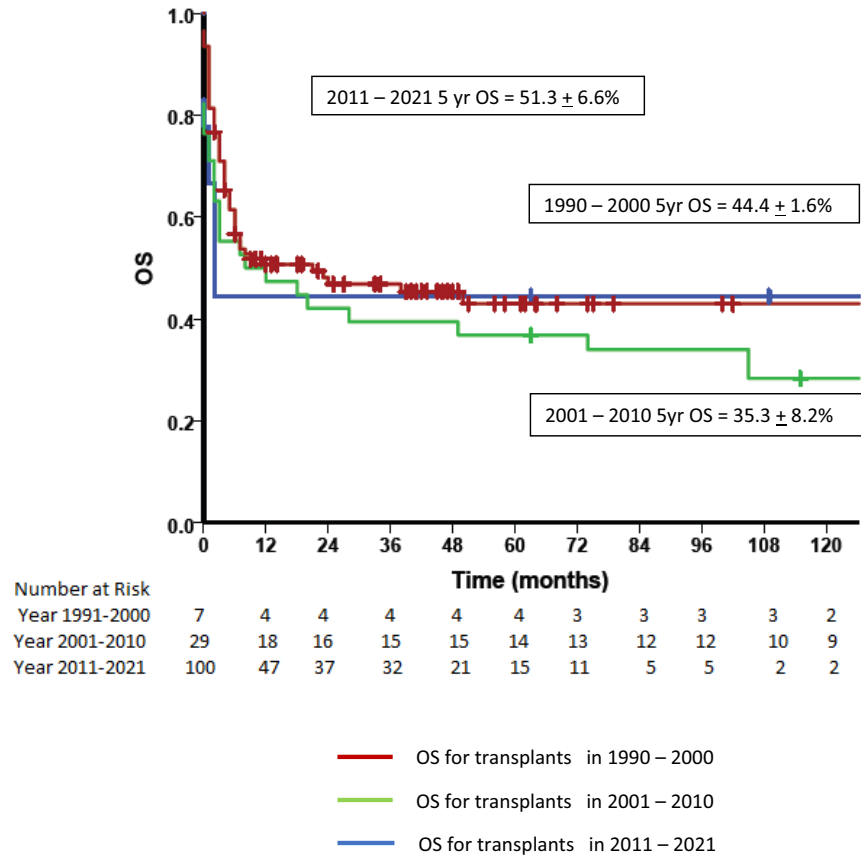 1.0
2011 – 2021 5 yr OS = 51.3 + 6.6%
0.8
1990 – 2000 5yr OS = 44.4 + 1.6%
0.6
OS
0.4
2001 – 2010 5yr OS = 35.3 + 8.2%
0.2
0.0
0 12 24 36 48 60 72 84 96 108 120
Time (months)
Number at Risk
Year 1991-2000 7 4 4 4 4 4 3 3 3 3 2
Year 2001-2010 29 18 16 15 15 14 13 12 12 10 9
Year 2011-2021 100 47 37 32 21 15 11 5 5 2 2
OS for transplants in 1990 – 2000
OS for transplants in 2001 – 2010
OS for transplants in 2011 – 2021